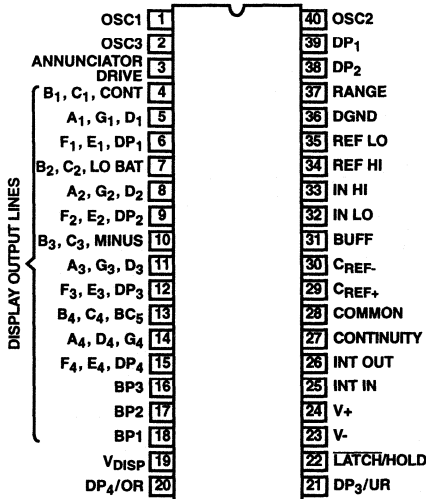 OSC1 1 40 OSC2
OSC3 2 39 DP1
ANNUNCIATOR
DRIVE 3 38 DP2
B1, C1, CONT 4 37 RANGE
A1, G1, D1 5 36 DGND
F1, E1, DP1 6 35 REF LO
B2, C2, LO BAT 7 34 REF HI
A2, G2, D2 8 33 IN HI
F2, E2, DP2 9 32 IN LO
B3, C3, MINUS 10 31 BUFF
A3, G3, D3 11 30 CREF-
F3, E3, DP3 12 29 CREF+
B4, C4, BC5 13 28 COMMON
A4, D4, G4 14 27 CONTINUITY
F4, E4, DP4 15 26 INT OUT
BP3 16 25 INT IN
BP2 17 24 V+
BP1 18 23 V-
VDISP 19 22 LATCH/HOLD
DP4/OR 20 21 DP3/UR
DISPLAY OUTPUT LINES